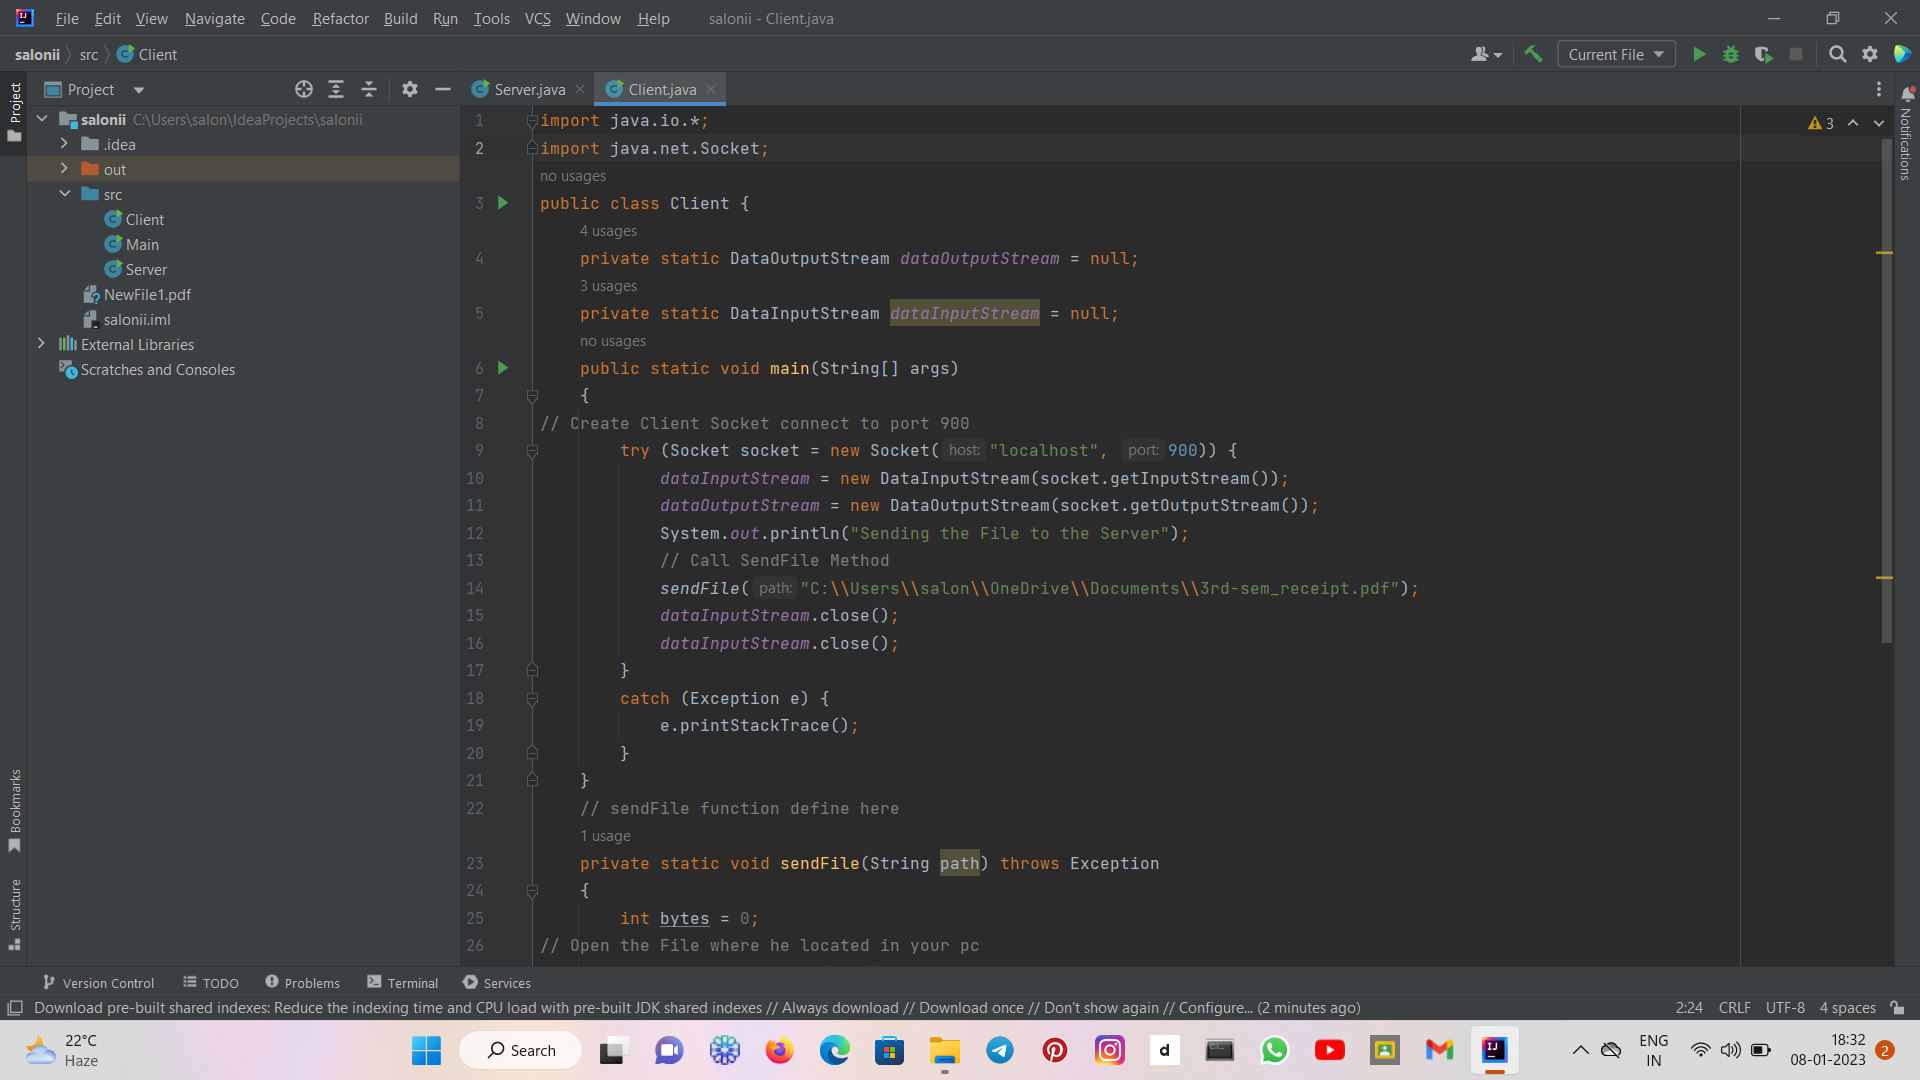 File Edit View Navigate Code Refactor Build Run Tools VCS Window Help salonii - Client.java
salonii src Client Current File
Project
Project Server.java Client.java
Notifications
salonii C:\Users\salon\IdeaProjects\salonii
.idea
out
src
Client
Main
Server
NewFile1.pdf
salonii.iml
External Libraries
Scratches and Consoles
Bookmarks
Structure
3
1 import java.io.*;
2 import java.net.Socket;
no usages
3 public class Client {
4 usages
4 private static DataOutputStream dataOutputStream = null;
3 usages
5 private static DataInputStream dataInputStream = null;
no usages
6 public static void main(String[] args)
7 {
8 // Create Client Socket connect to port 900
9 try (Socket socket = new Socket( host: "localhost", port: 900)) {
10 dataInputStream = new DataInputStream(socket.getInputStream());
11 dataOutputStream = new DataOutputStream(socket.getOutputStream());
12 System.out.println("Sending the File to the Server");
13 // Call SendFile Method
14 sendFile( path: "C:\\Users\\salon\\OneDrive\\Documents\\3rd-sem_receipt.pdf");
15 dataInputStream.close();
16 dataInputStream.close();
17 }
18 catch (Exception e) {
19 e.printStackTrace();
20 }
21 }
22 // sendFile function define here
1 usage
23 private static void sendFile(String path) throws Exception
24 {
25 int bytes = 0;
26 // Open the File where he located in your pc
Version Control TODO Problems Terminal Services
Download pre-built shared indexes: Reduce the indexing time and CPU load with pre-built JDK shared indexes // Always download // Download once // Don't show again // Configure... (2 minutes ago) 2:24 CRLF UTF-8 4 spaces
22°C
Haze
Search
ENG
IN
18:32
08-01-2023
2